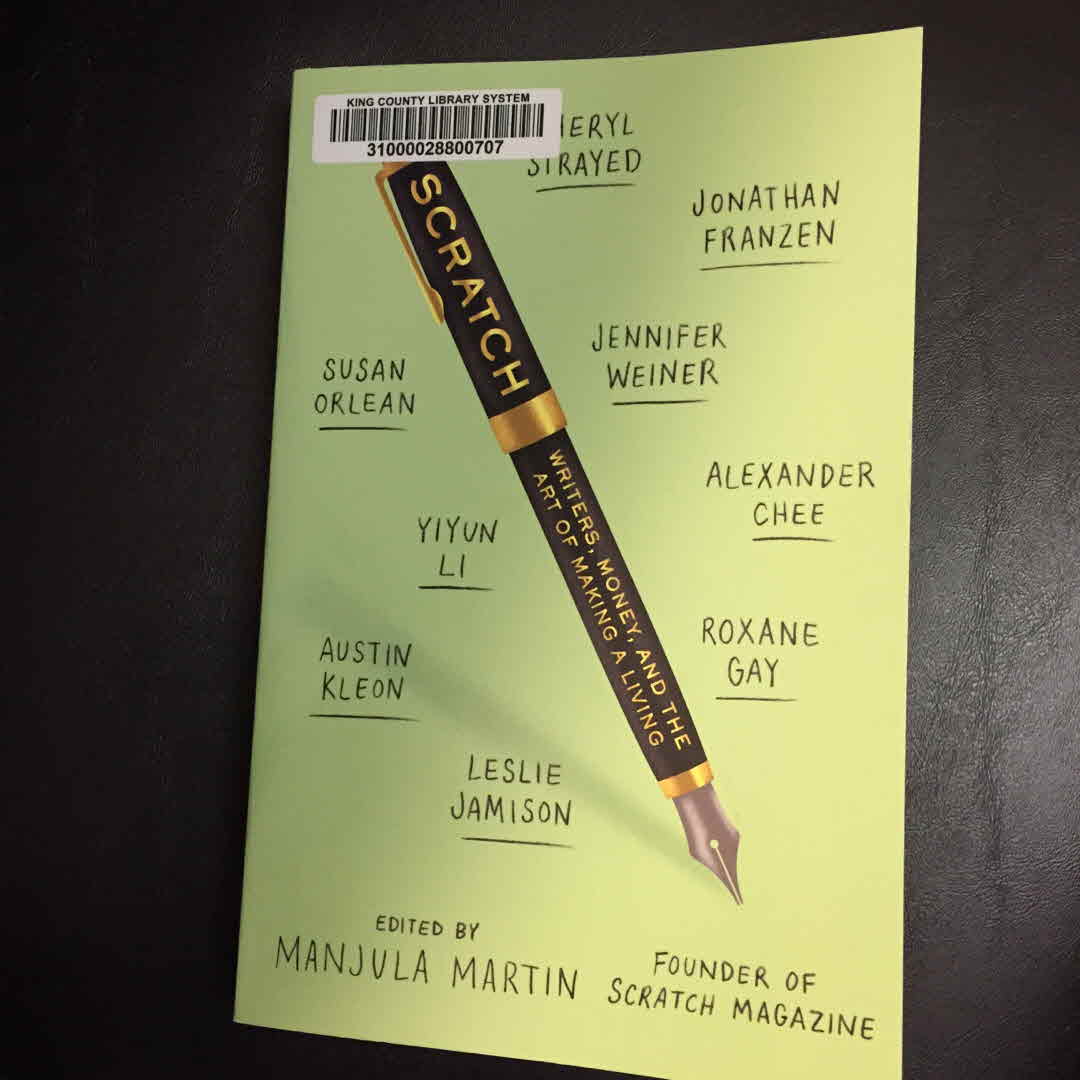 KING COUNTY LIBRARY SYSTEM
31000028800707
STRAYED
JONATHAN
FRANZEN
SCRATCH
JENNIFER
WEINER
SUSAN
ORLEAN
WRITERS, MONEY, AND THE
ART OF MAKING A LIVING
ALEXANDER
CHEE
YIYUN
LI
ROXANE
GAY
AUSTIN
KLEON
LESLIE
JAMISON
EDITED BY
MANJULA MARTIN
FOUNDER OF
SCRATCH MAGAZINE